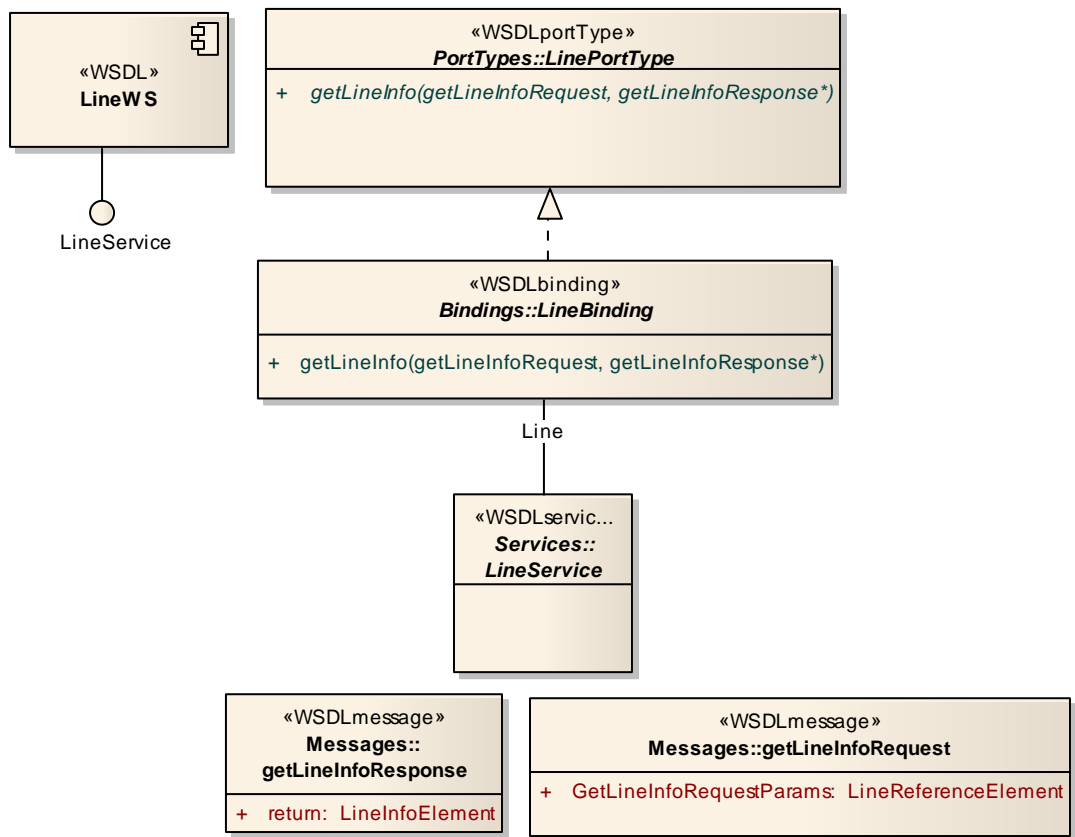 «WSDL»
LineWS
LineService
«WSDLportType»
PortTypes::LinePortType
+ getLineInfo(getLineInfoRequest, getLineInfoResponse*)
«WSDLbinding»
Bindings::LineBinding
+ getLineInfo(getLineInfoRequest, getLineInfoResponse*)
Line
«WSDLservic...
Services::
LineService
«WSDLmessage»
Messages::
getLineInfoResponse
+ return: LineInfoElement
«WSDLmessage»
Messages::getLineInfoRequest
+ GetLineInfoRequestParams: LineReferenceElement